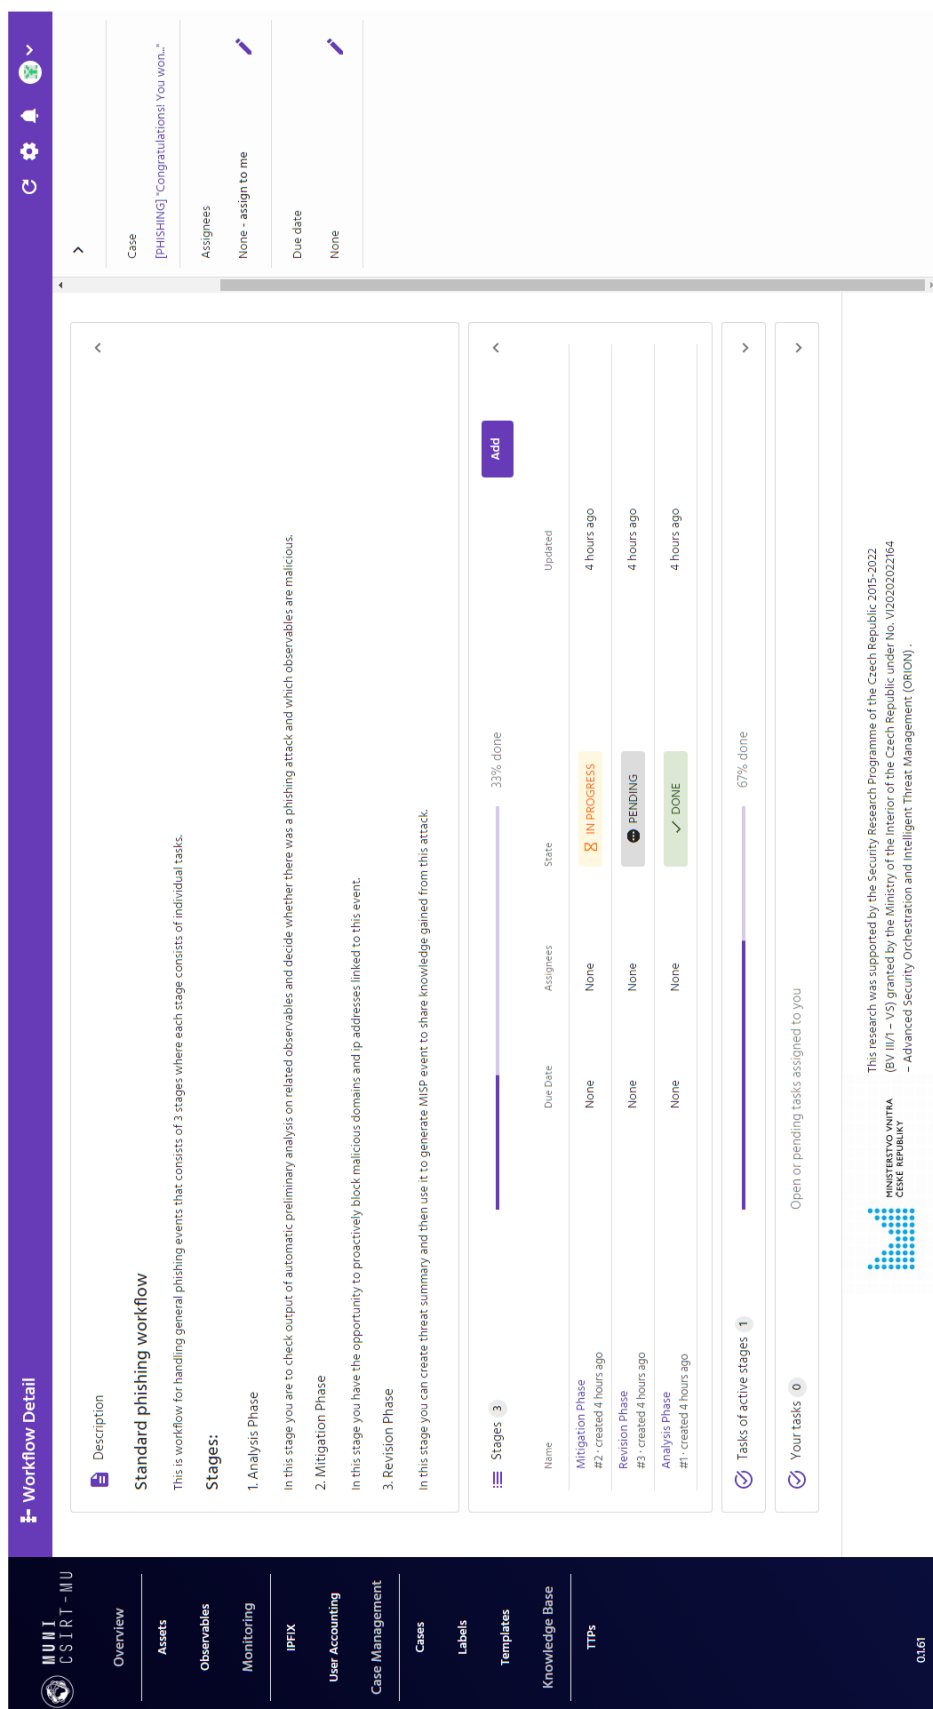 MUNI
CSIRT-MU
Overview
Assets
Observables
Monitoring
IPFIX
User Accounting
Case Management
Cases
Labels
Templates
Knowledge Base
TTPs
0.1.61
Workflow Detail
Description
Standard phishing workflow
This is workflow for handling general phishing events that consists of 3 stages where each stage consists of individual tasks.
Stages:
1. Analysis Phase
In this stage you are to check output of automatic preliminary analysis on related observables and decide whether there was a phishing attack and which observables are malicious.
2. Mitigation Phase
In this stage you have the opportunity to proactively block malicious domains and ip addresses linked to this event.
3. Revision Phase
In this stage you can create threat summary and then use it to generate MISP event to share knowledge gained from this attack.
Stages 3
33% done
Add
Name Due Date Assignees State Updated
Mitigation Phase
#2 · created 4 hours ago
None None IN PROGRESS 4 hours ago
Revision Phase
#3 · created 4 hours ago
None None PENDING 4 hours ago
Analysis Phase
#1 · created 4 hours ago
None None DONE 4 hours ago
Tasks of active stages 1
67% done
Your tasks 0
Open or pending tasks assigned to you
MINISTERSTVO VNITRA
ČESKÉ REPUBLIKY
This research was supported by the Security Research Programme of the Czech Republic 2015-2022
(BV III/1 – VS) granted by the Ministry of the Interior of the Czech Republic under No. VI20202022164
– Advanced Security Orchestration and Intelligent Threat Management (ORION) .
Case
[PHISHING] "Congratulations! You won..."
Assignees
None - assign to me
Due date
None